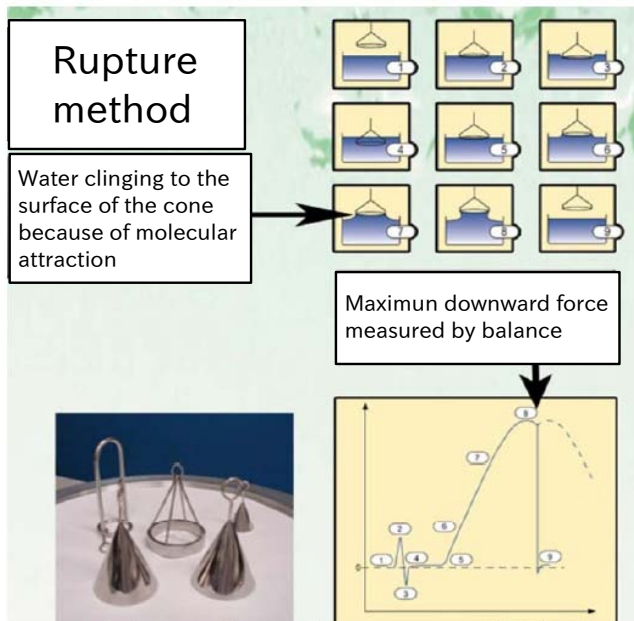 Rupture
method
1
2
3
4
5
6
7
8
9
Water clinging to the
surface of the cone
because of molecular
attraction
Maximun downward force
measured by balance
8
7
6
2
1
4
5
9
0
3